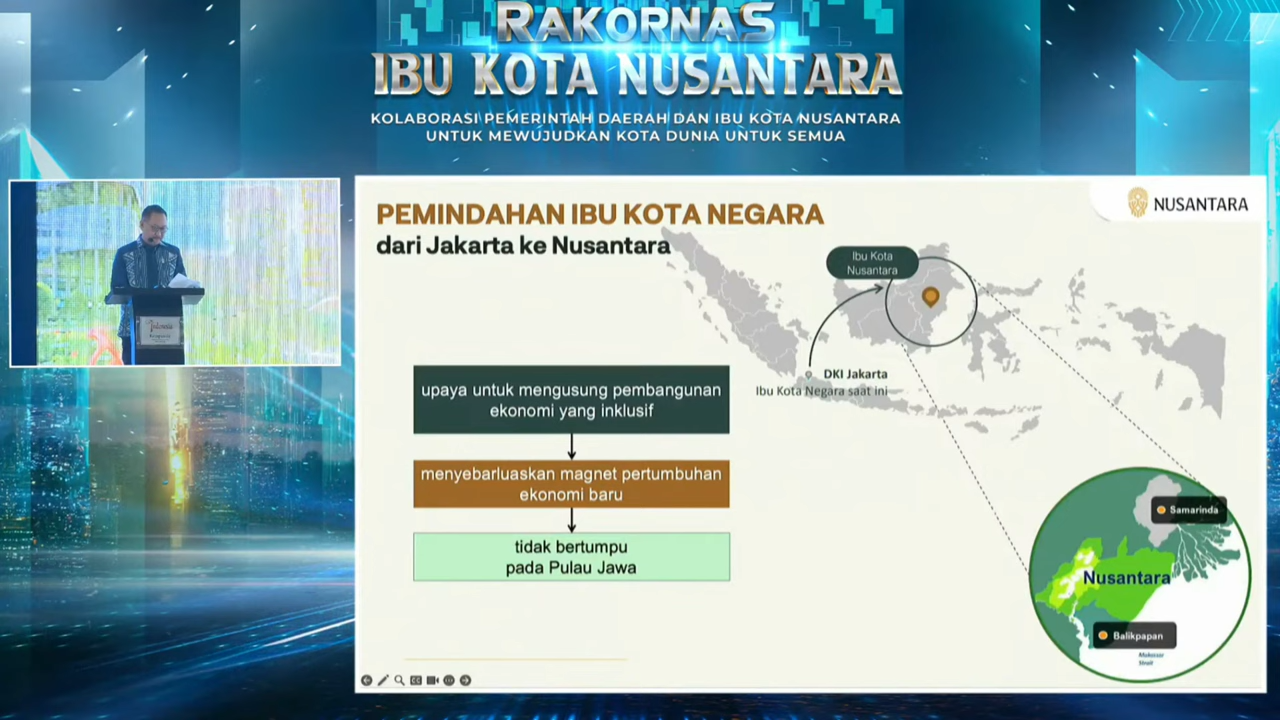 RAKORNAS
IBU KOTA NUSANTARA
KOLABORASI PEMERINTAH DAERAH DAN IBU KOTA NUSANTARA
UNTUK MEWUJUDKAN KOTA DUNIA UNTUK SEMUA
PEMINDAHAN IBU KOTA NEGARA
dari Jakarta ke Nusantara
NUSANTARA
Ibu Kota
Nusantara
DKI Jakarta
Ibu Kota Negara saat ini
upaya untuk mengusung pembangunan
ekonomi yang inklusif
menyebarluaskan magnet pertumbuhan
ekonomi baru
tidak bertumpu
pada Pulau Jawa
Samarinda
Nusantara
Balikpapan
Makassar
Strait